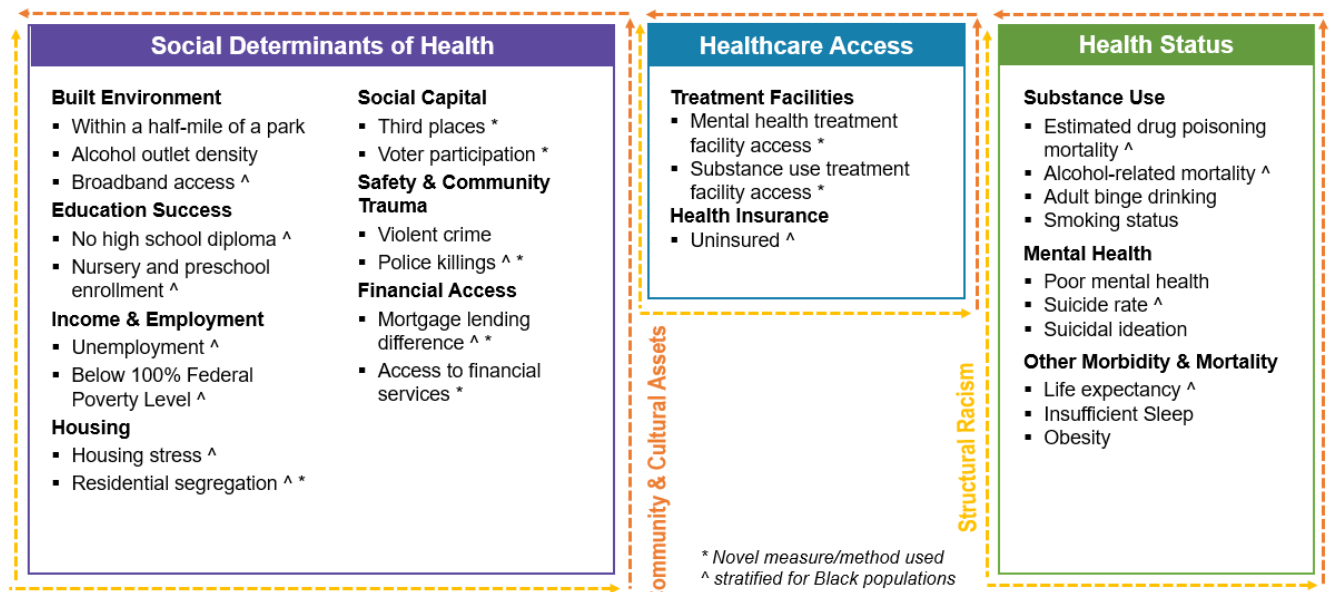 Social Determinants of Health
Built Environment
▪ Within a half-mile of a park
▪ Alcohol outlet density
▪ Broadband access ^
Education Success
▪ No high school diploma ^
▪ Nursery and preschool
enrollment ^
Income & Employment
▪ Unemployment ^
▪ Below 100% Federal
Poverty Level ^
Housing
▪ Housing stress ^
▪ Residential segregation ^ *
Social Capital
▪ Third places *
▪ Voter participation *
Safety & Community
Trauma
▪ Violent crime
▪ Police killings ^ *
Financial Access
▪ Mortgage lending
difference ^ *
▪ Access to financial
services *
Community & Cultural Assets
Healthcare Access
Treatment Facilities
▪ Mental health treatment
facility access *
▪ Substance use treatment
facility access *
Health Insurance
▪ Uninsured ^
* Novel measure/method used
^ stratified for Black populations
Structural Racism
Health Status
Substance Use
▪ Estimated drug poisoning
mortality ^
▪ Alcohol-related mortality ^
▪ Adult binge drinking
▪ Smoking status
Mental Health
▪ Poor mental health
▪ Suicide rate ^
▪ Suicidal ideation
Other Morbidity & Mortality
▪ Life expectancy ^
▪ Insufficient Sleep
▪ Obesity